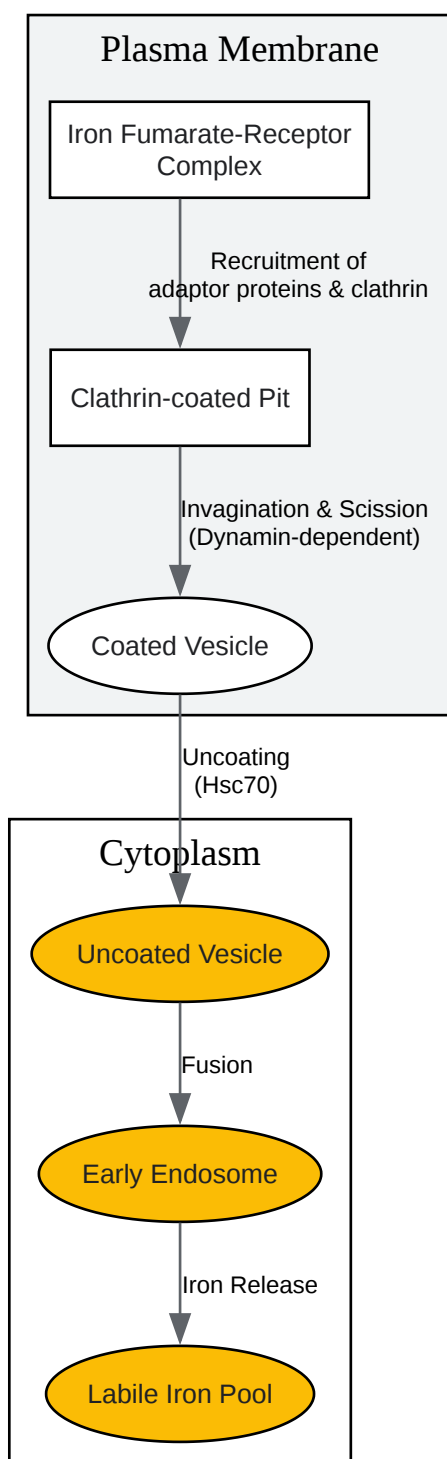 Plasma Membrane
Iron Fumarate-Receptor
Complex
Recruitment of
adaptor proteins & clathrin
Clathrin-coated Pit
Invagination & Scission
(Dynamin-dependent)
Coated Vesicle
Uncoating
(Hsc70)
Cytoplasm
Uncoated Vesicle
Fusion
Early Endosome
Iron Release
Labile Iron Pool